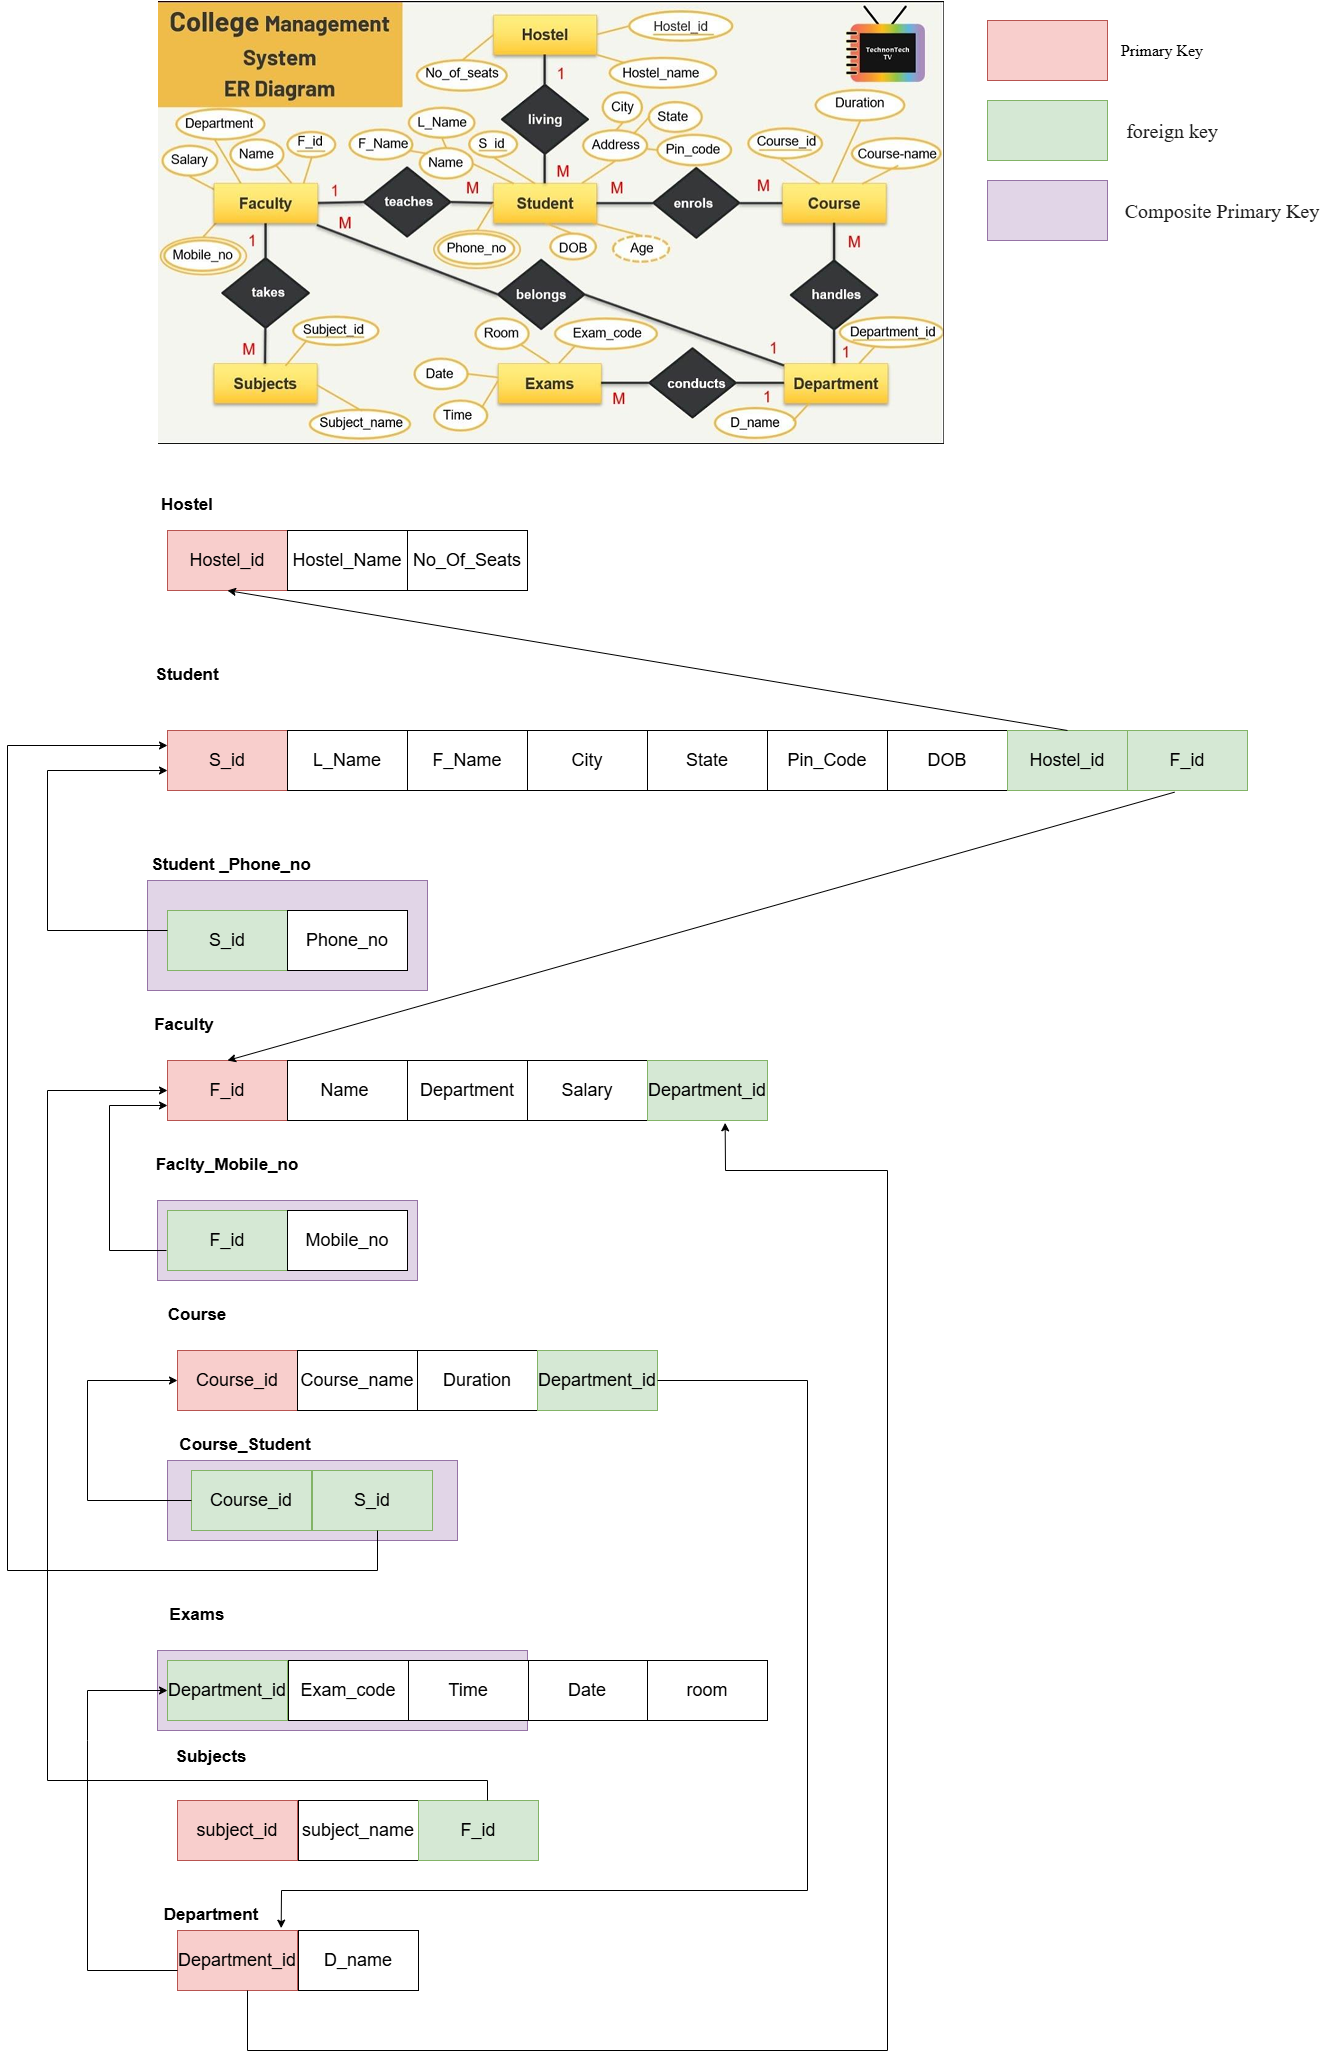 College Management
System
ER Diagram
Hostel
Hostel_id
No_of_seats
Hostel_name
TechnonTech
TV
1
living
M
Department
Salary
Name
F_id
Faculty
Mobile_no
1
teaches
M
F_Name
L_Name
Name
S_id
Student
City
State
Address
Pin_code
Phone_no
DOB
Age
M
enrols
M
Course_id
Duration
Course-name
Course
M
handles
1
1
takes
M
M
belongs
1
Subject_id
Subjects
Subject_name
Room
Exam_code
Date
Time
Exams
M
conducts
1
Department_id
Department
D_name
Primary Key
foreign key
Composite Primary Key
Hostel
Hostel_id Hostel_Name No_Of_Seats
Student
S_id L_Name F_Name City State Pin_Code DOB Hostel_id F_id
Student _Phone_no
S_id Phone_no
Faculty
F_id Name Department Salary Department_id
Faclty_Mobile_no
F_id Mobile_no
Course
Course_id Course_name Duration Department_id
Course_Student
Course_id S_id
Exams
Department_id Exam_code Time Date room
Subjects
subject_id subject_name F_id
Department
Department_id D_name